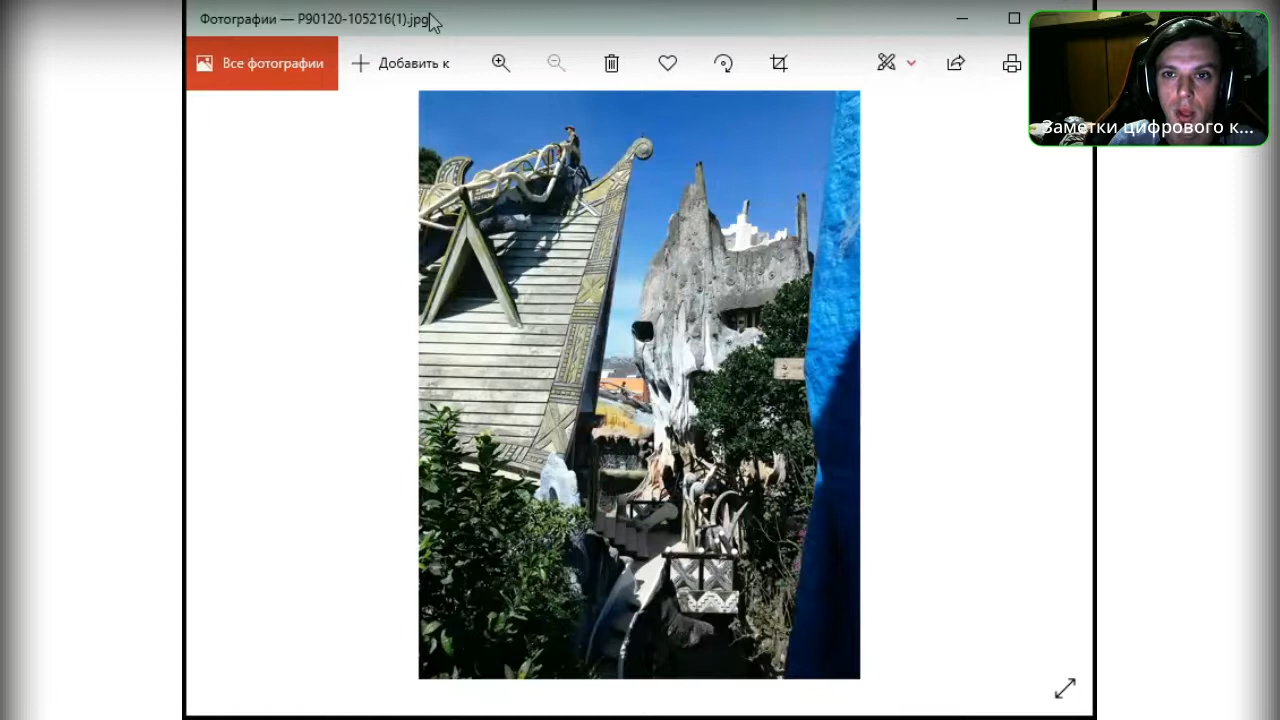 Фотографии — P90120-105216(1).jpg
Все фотографии
Добавить к
Заметки цифрового к...